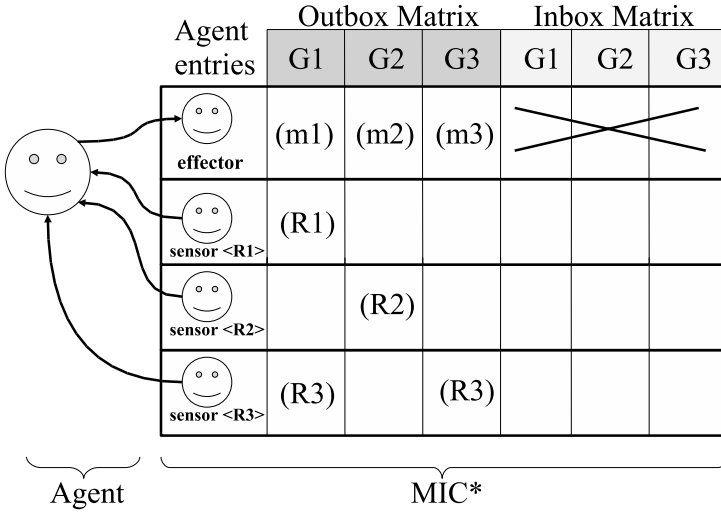 Agent entries Outbox Matrix Inbox Matrix
G1 G2 G3 G1 G2 G3
effector (m1) (m2) (m3)
sensor <R1> (R1)
sensor <R2> (R2)
sensor <R3> (R3) (R3)
Agent MIC*